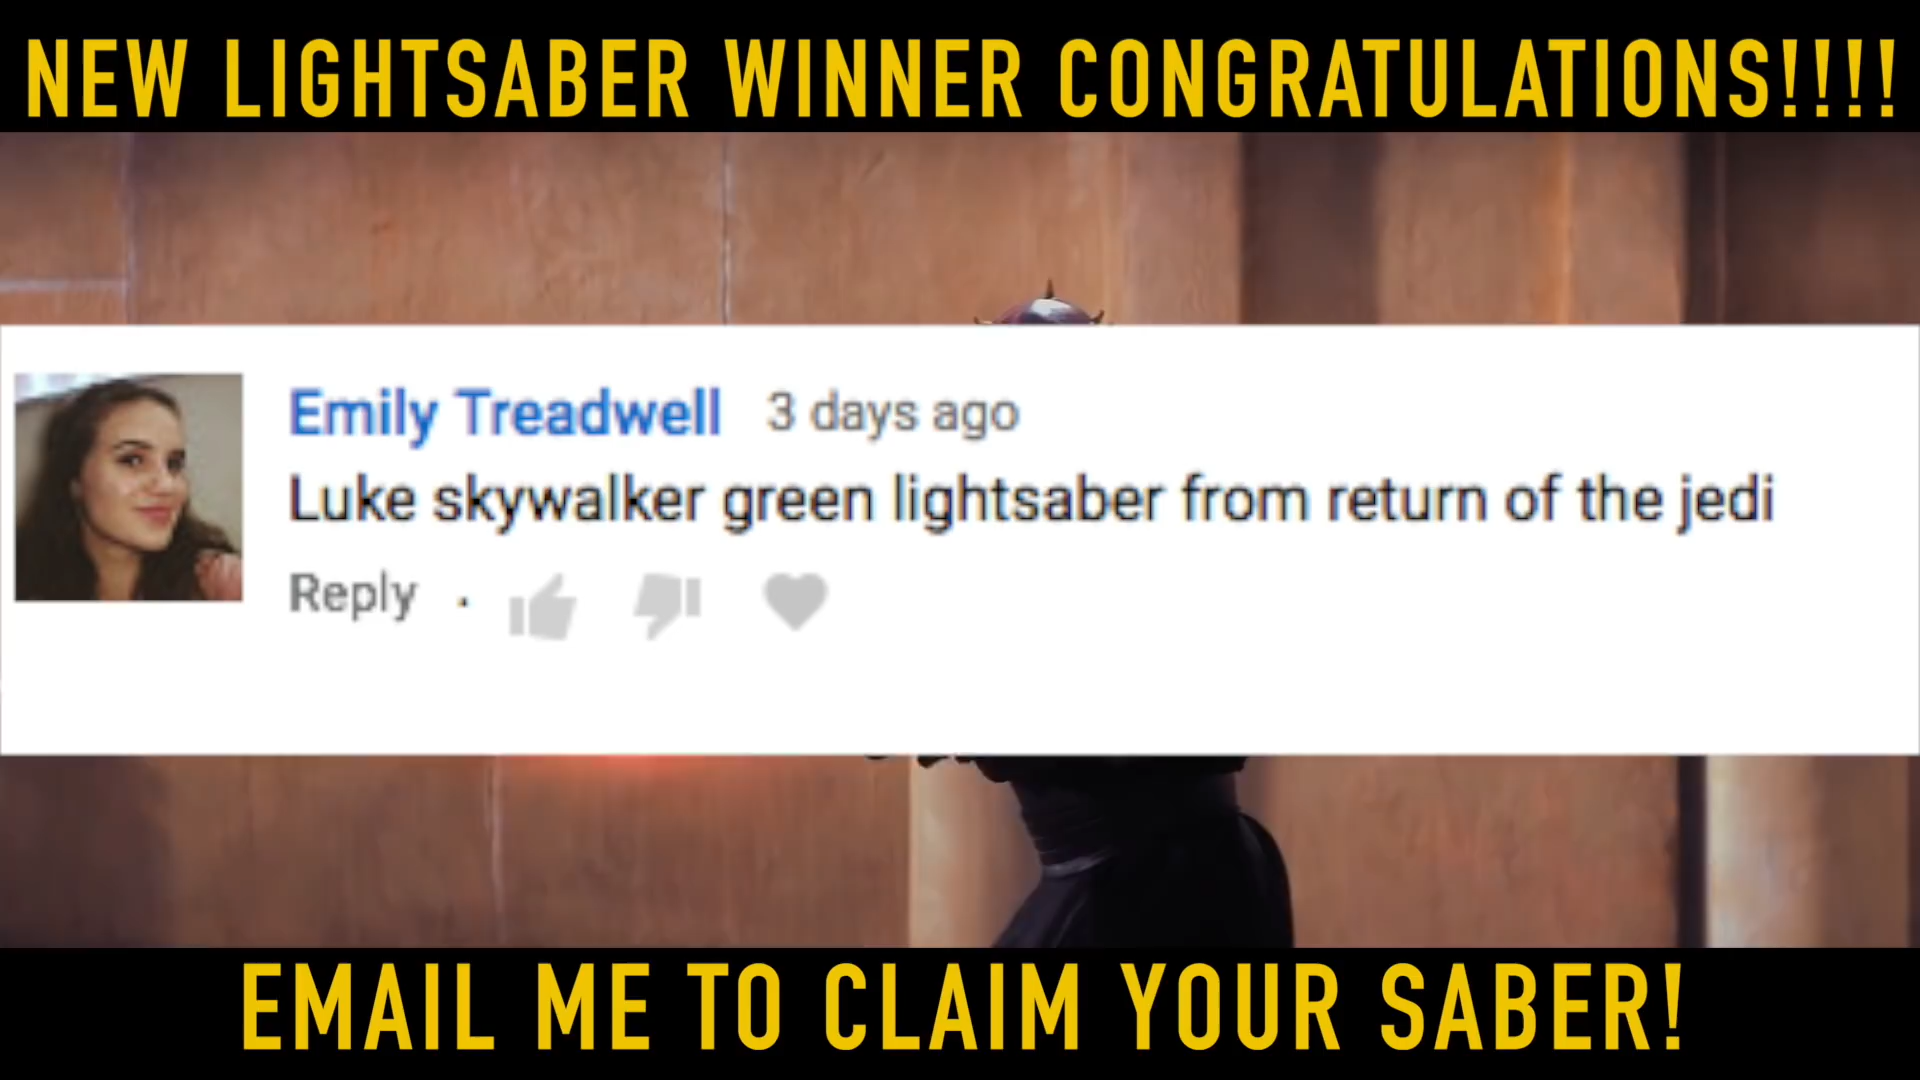 NEW LIGHTSABER WINNER CONGRATULATIONS!!!!
Emily Treadwell 3 days ago
Luke skywalker green lightsaber from return of the jedi
Reply ·
EMAIL ME TO CLAIM YOUR SABER!